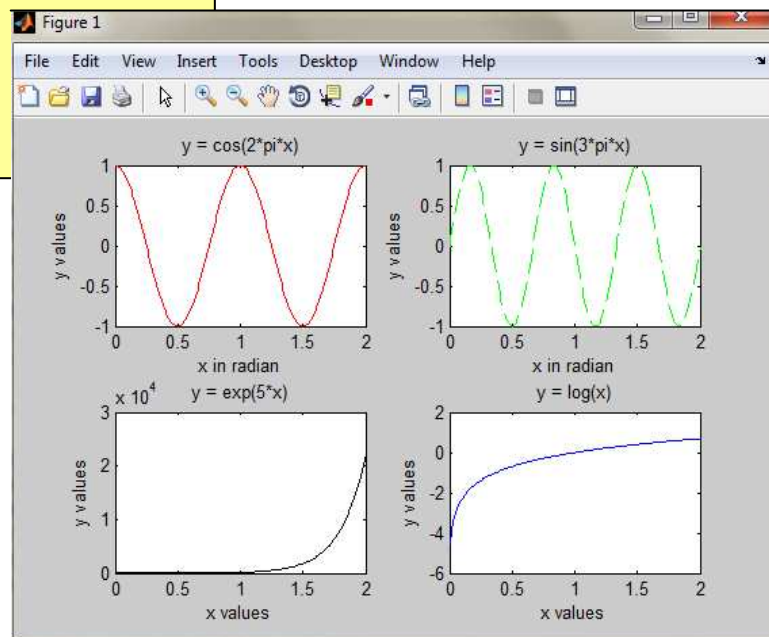 Figure 1
File Edit View Insert Tools Desktop Window Help
y = cos(2*pi*x)
1
0.5
0
-0.5
-1
y values
0 0.5 1 1.5 2
x in radian
y = sin(3*pi*x)
1
0.5
0
-0.5
-1
y values
0 0.5 1 1.5 2
x in radian
x 10^4
y = exp(5*x)
3
2
1
0
y values
0 0.5 1 1.5 2
x values
y = log(x)
2
0
-2
-4
-6
y values
0 0.5 1 1.5 2
x values